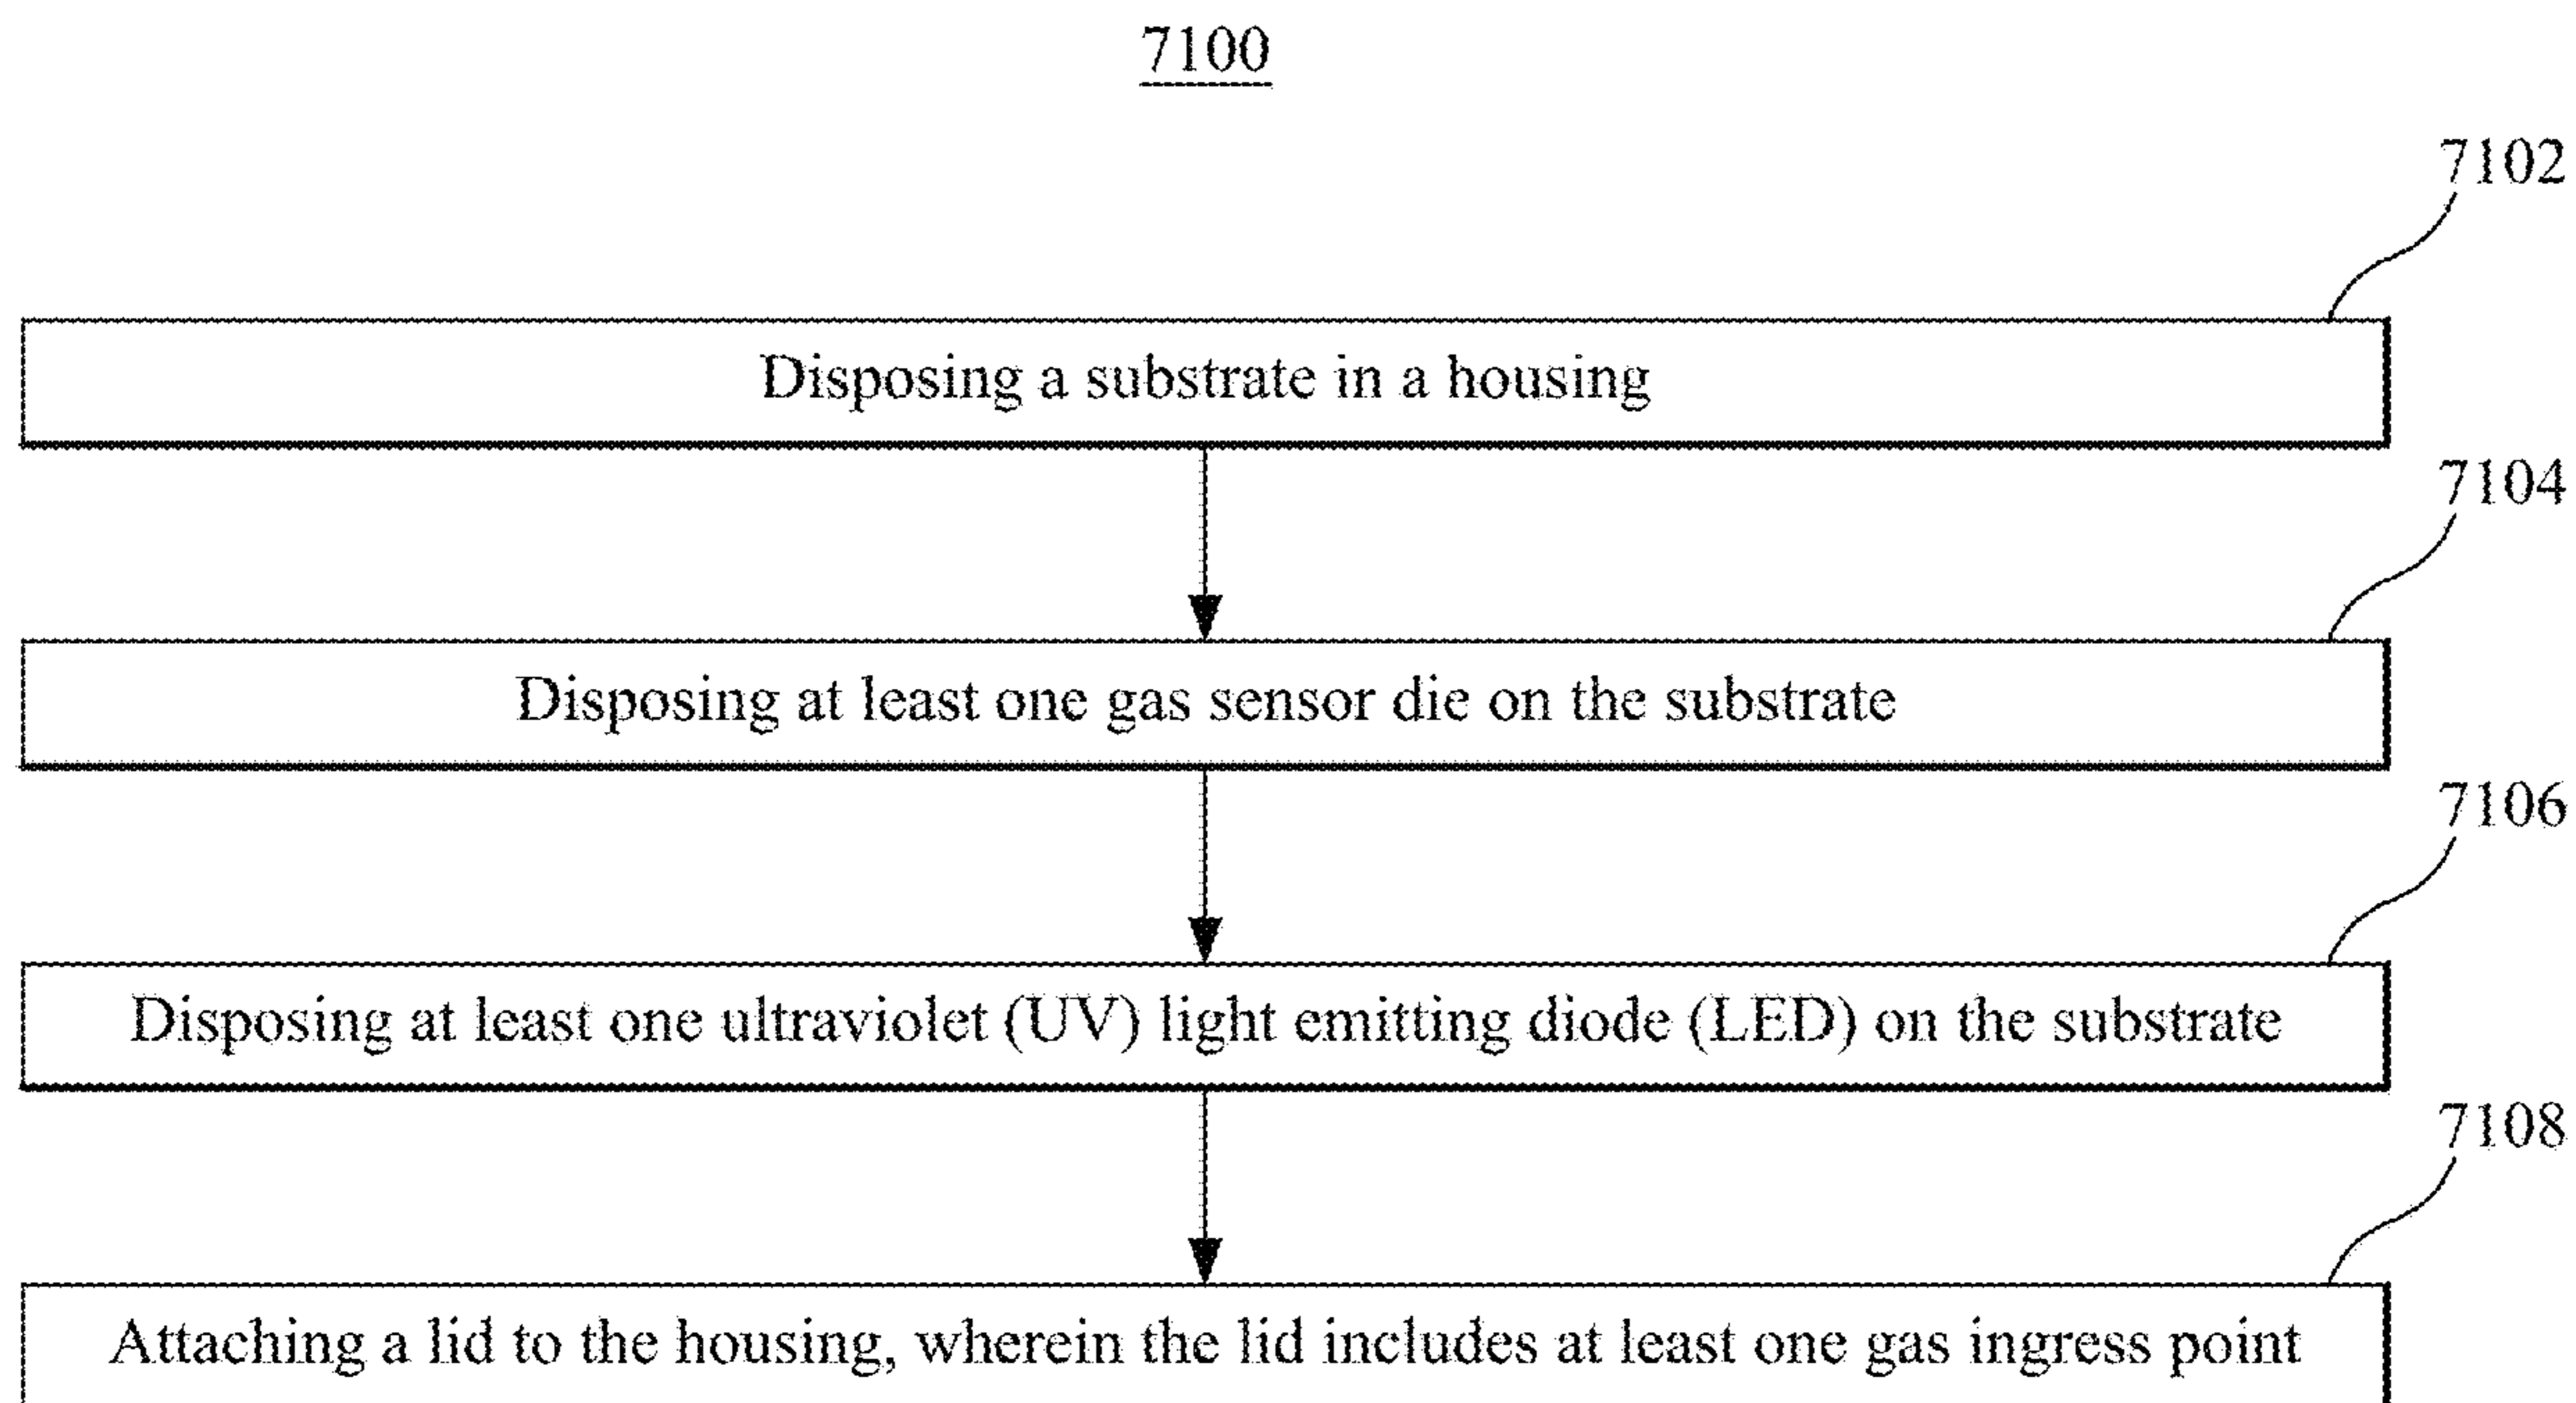 7100
7102
Disposing a substrate in a housing
7104
Disposing at least one gas sensor die on the substrate
7106
Disposing at least one ultraviolet (UV) light emitting diode (LED) on the substrate
7108
Attaching a lid to the housing, wherein the lid includes at least one gas ingress point